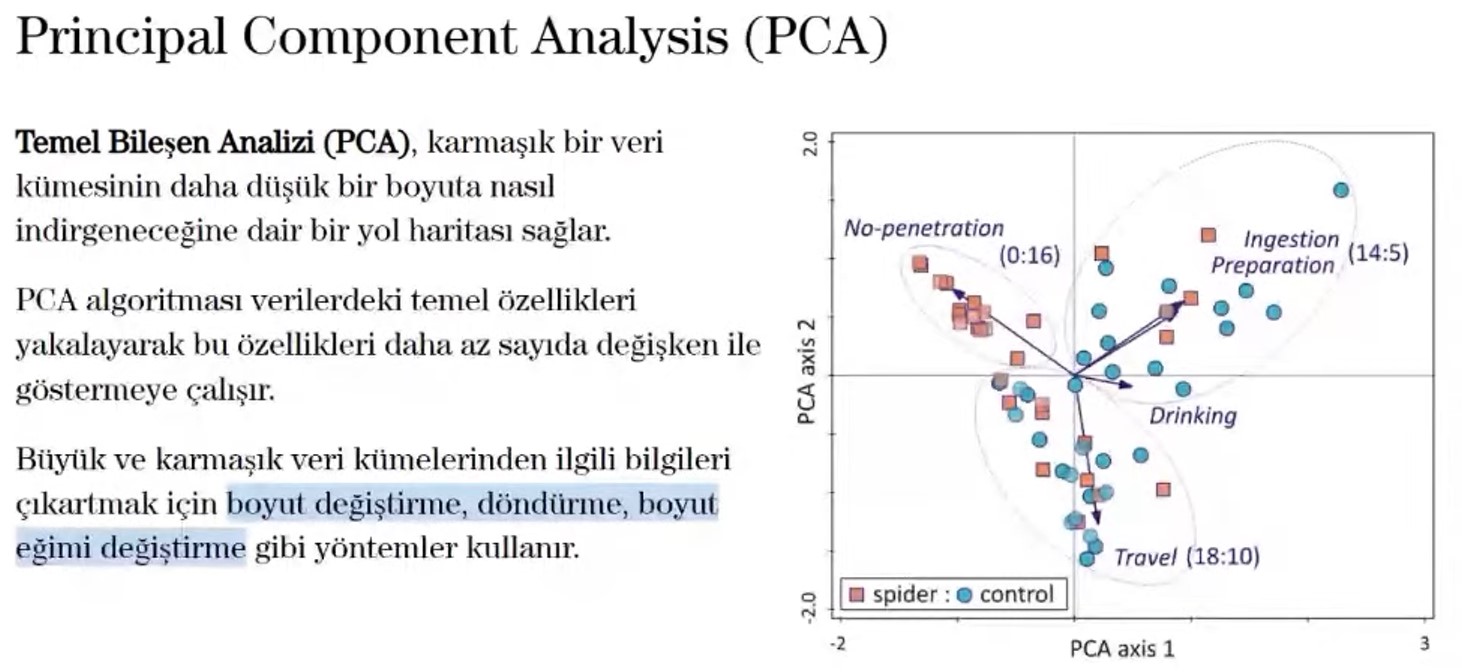 Principal Component Analysis (PCA)
Temel Bileşen Analizi (PCA), karmaşık bir veri
kümesinin daha düşük bir boyuta nasıl
indirgeneceğine dair bir yol haritası sağlar.
PCA algoritması verilerdeki temel özellikleri
yakalayarak bu özellikleri daha az sayıda değişken ile
göstermeye çalışır.
Büyük ve karmaşık veri kümelerinden ilgili bilgileri
çıkartmak için boyut değiştirme, döndürme, boyut
eğimi değiştirme gibi yöntemler kullanır.
2.0
No-penetration
(0:16)
Ingestion
Preparation (14:5)
PCA axis 2
Drinking
Travel (18:10)
spider : control
-2.0
-2
3
PCA axis 1